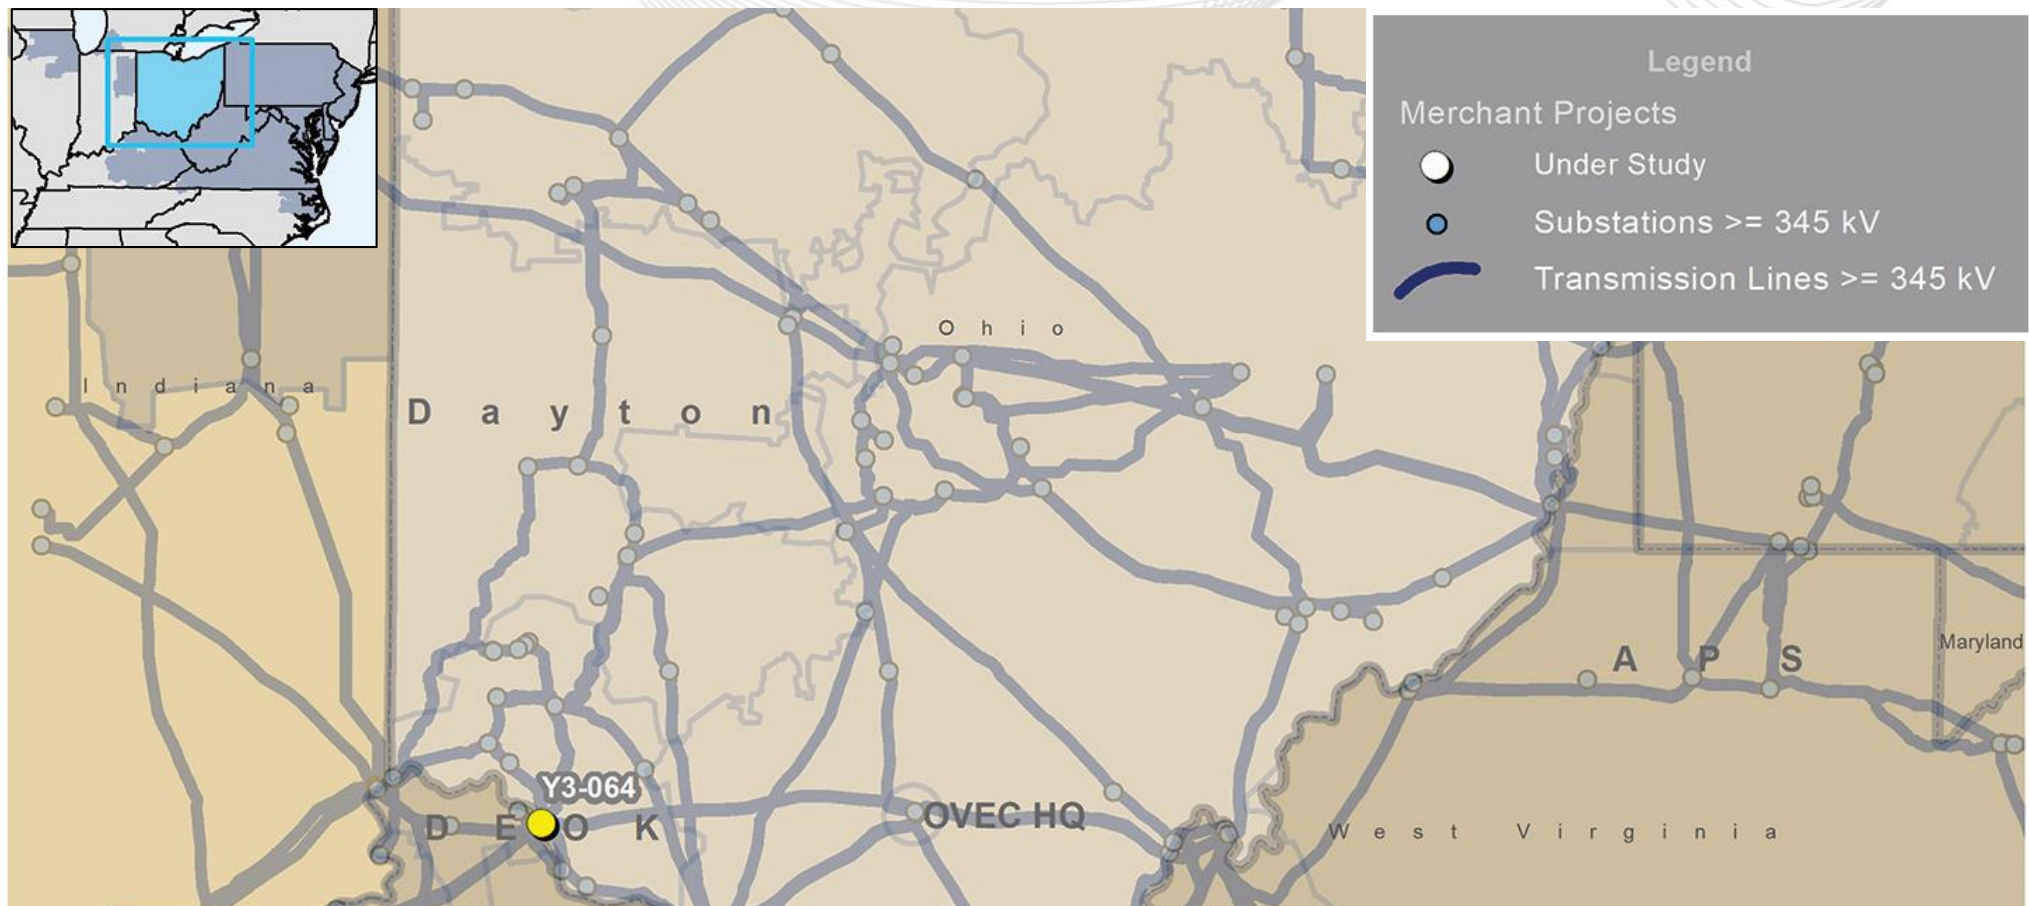 Legend
Merchant Projects
Under Study
Substations >= 345 kV
Transmission Lines >= 345 kV
Ohio
Indiana
Dayton
Maryland
APS
Y3-064
DEOK
OVEC HQ
West Virginia